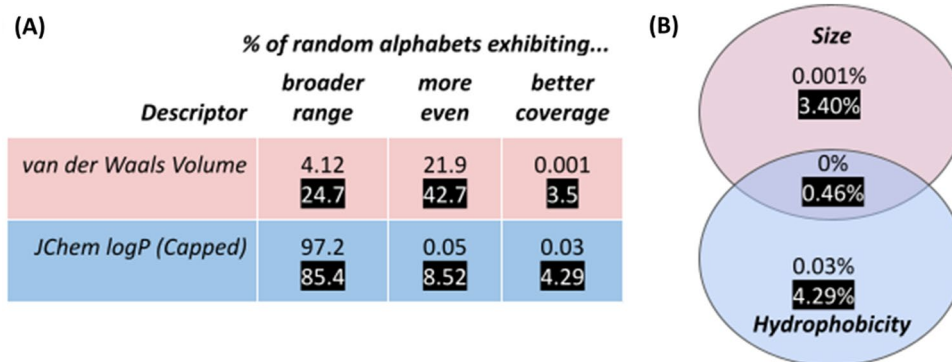 (A)
% of random alphabets exhibiting...
Descriptor broader range more even better coverage
van der Waals Volume 4.12 21.9 0.001
24.7 42.7 3.5
JChem logP (Capped) 97.2 0.05 0.03
85.4 8.52 4.29
(B)
Size
0.001%
3.40%
0%
0.46%
0.03%
4.29%
Hydrophobicity